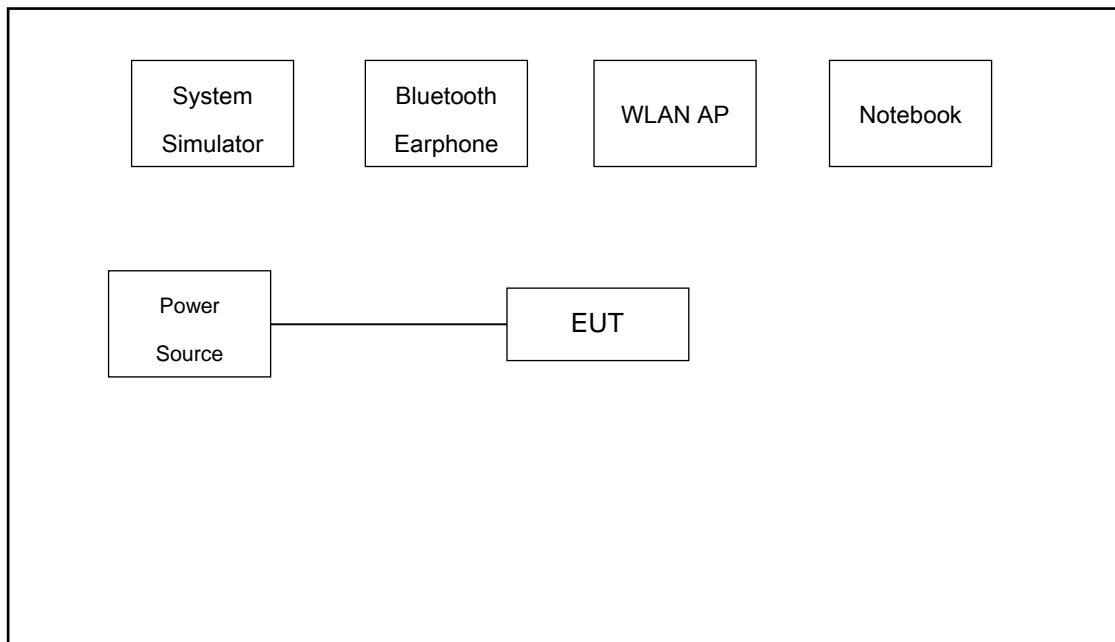 System
Simulator
Bluetooth
Earphone
WLAN AP
Notebook
Power
Source
EUT